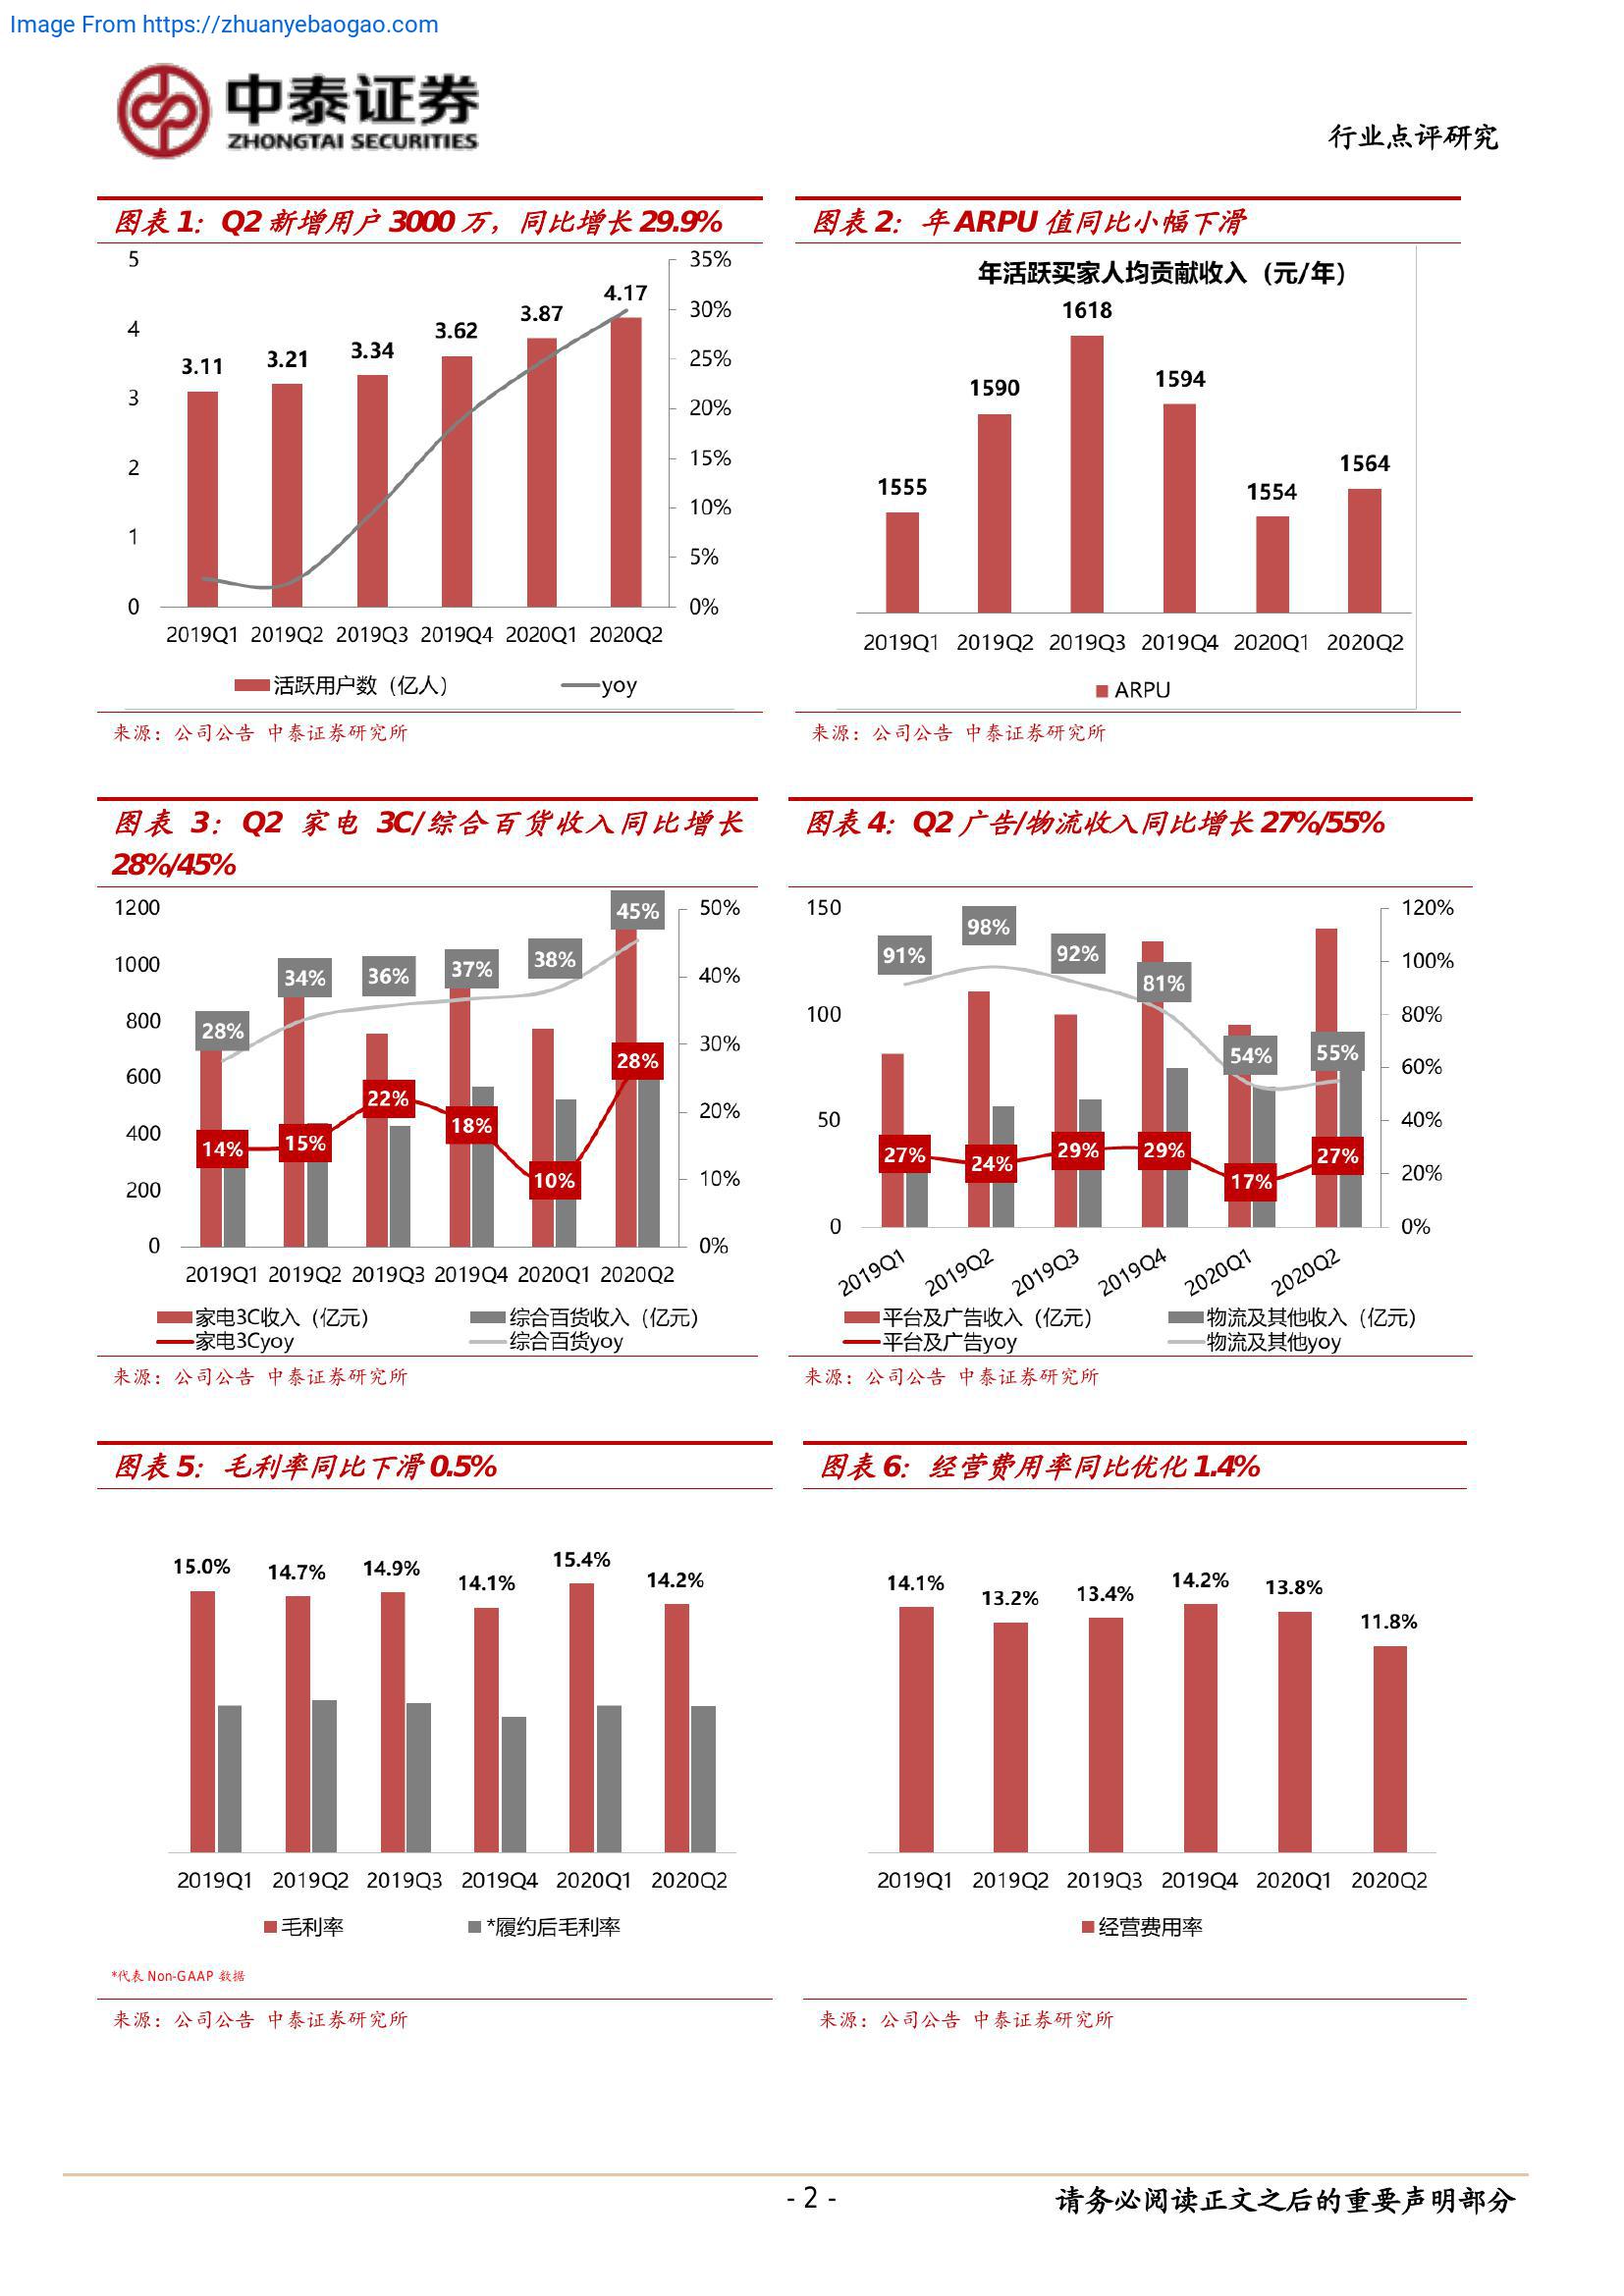 Image From https://zhuanyebaogao.com
中泰证券
ZHONGTAI SECURITIES
行业点评研究
图表 1：Q2 新增用户 3000 万，同比增长 29.9%
5
4
3
2
1
0
35%
30%
25%
20%
15%
10%
5%
0%
3.11
3.21
3.34
3.62
3.87
4.17
2019Q1 2019Q2 2019Q3 2019Q4 2020Q1 2020Q2
活跃用户数（亿人） yoy
来源：公司公告 中泰证券研究所
图表 2：年 ARPU 值同比小幅下滑
年活跃买家人均贡献收入（元/年）
1555
1590
1618
1594
1554
1564
2019Q1 2019Q2 2019Q3 2019Q4 2020Q1 2020Q2
ARPU
来源：公司公告 中泰证券研究所
图表 3：Q2 家电 3C/综合百货收入同比增长
28%/45%
1200
1000
800
600
400
200
0
50%
40%
30%
20%
10%
0%
28%
34%
36%
37%
38%
45%
14%
15%
22%
18%
10%
28%
2019Q1 2019Q2 2019Q3 2019Q4 2020Q1 2020Q2
家电3C收入（亿元） 综合百货收入（亿元）
家电3Cyoy 综合百货yoy
来源：公司公告 中泰证券研究所
图表 4：Q2 广告/物流收入同比增长 27%/55%
150
100
50
0
120%
100%
80%
60%
40%
20%
0%
91%
98%
92%
81%
54%
55%
27%
24%
29%
29%
17%
27%
2019Q1 2019Q2 2019Q3 2019Q4 2020Q1 2020Q2
平台及广告收入（亿元） 物流及其他收入（亿元）
平台及广告yoy 物流及其他yoy
来源：公司公告 中泰证券研究所
图表 5：毛利率同比下滑 0.5%
15.0%
14.7%
14.9%
14.1%
15.4%
14.2%
2019Q1 2019Q2 2019Q3 2019Q4 2020Q1 2020Q2
毛利率 *履约后毛利率
*代表 Non-GAAP 数据
来源：公司公告 中泰证券研究所
图表 6：经营费用率同比优化 1.4%
14.1%
13.2%
13.4%
14.2%
13.8%
11.8%
2019Q1 2019Q2 2019Q3 2019Q4 2020Q1 2020Q2
经营费用率
来源：公司公告 中泰证券研究所
- 2 -
请务必阅读正文之后的重要声明部分